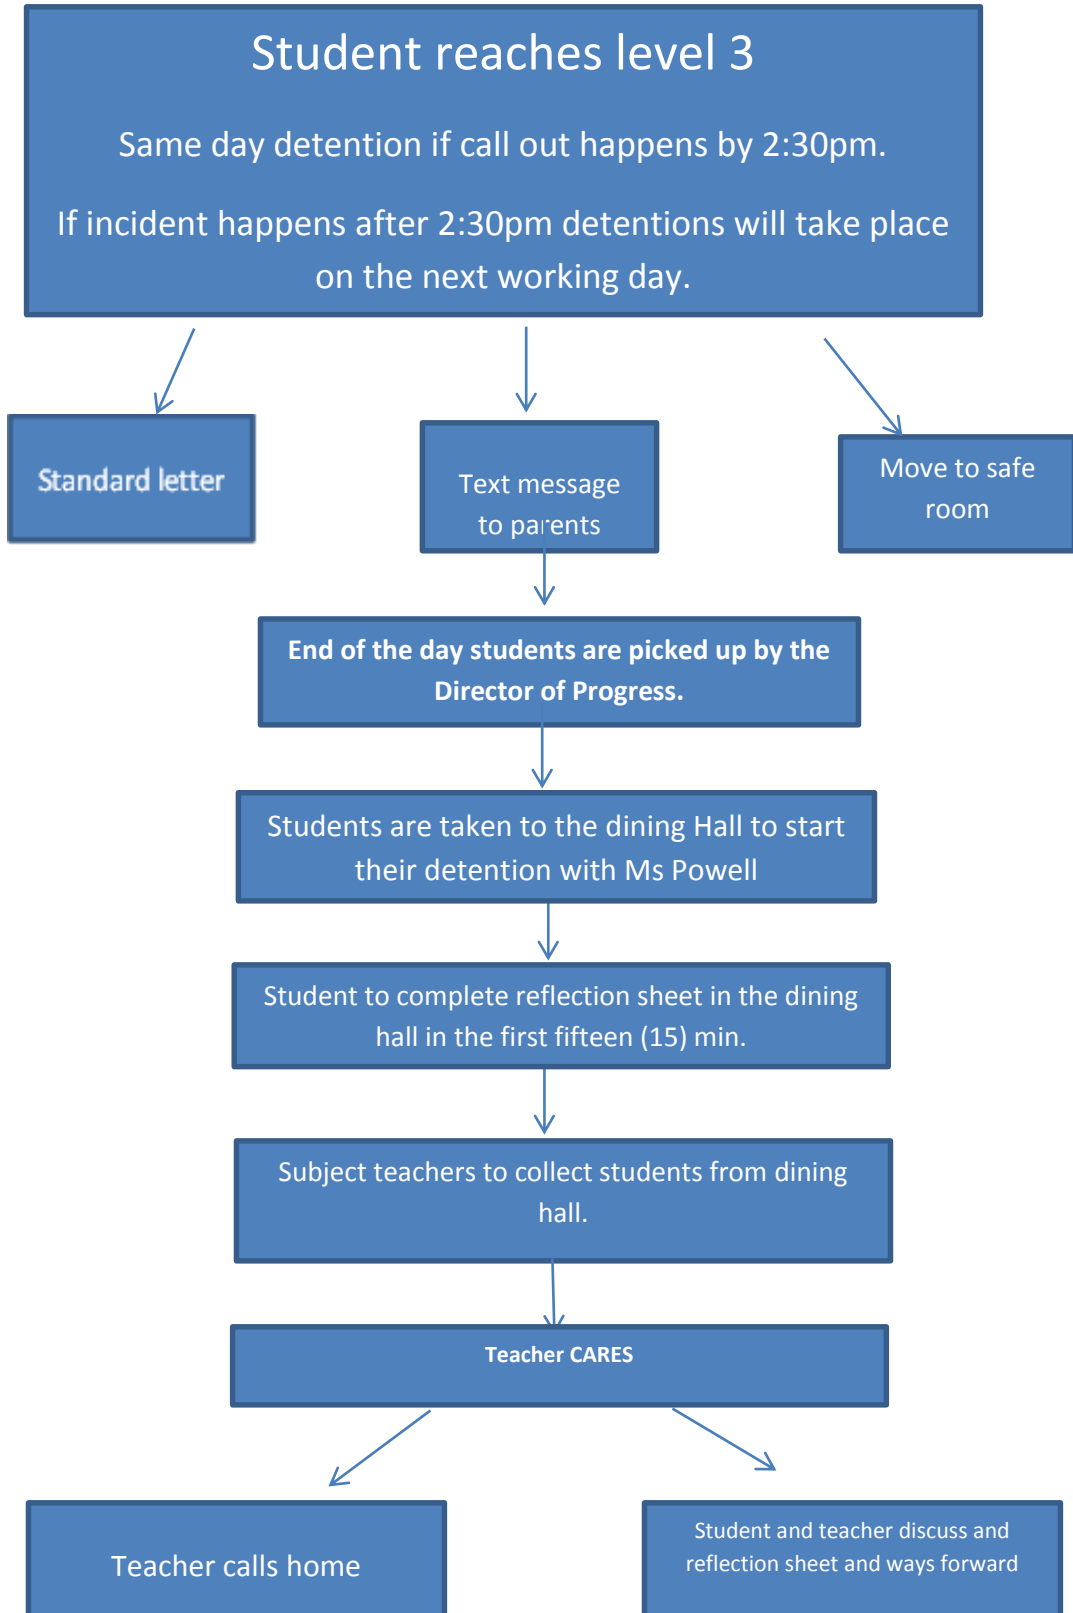 Student reaches level 3
Same day detention if call out happens by 2:30pm.
If incident happens after 2:30pm detentions will take place
on the next working day.
Standard letter
Text message
to parents
Move to safe
room
End of the day students are picked up by the
Director of Progress.
Students are taken to the dining Hall to start
their detention with Ms Powell
Student to complete reflection sheet in the dining
hall in the first fifteen (15) min.
Subject teachers to collect students from dining
hall.
Teacher CARES
Teacher calls home
Student and teacher discuss and
reflection sheet and ways forward